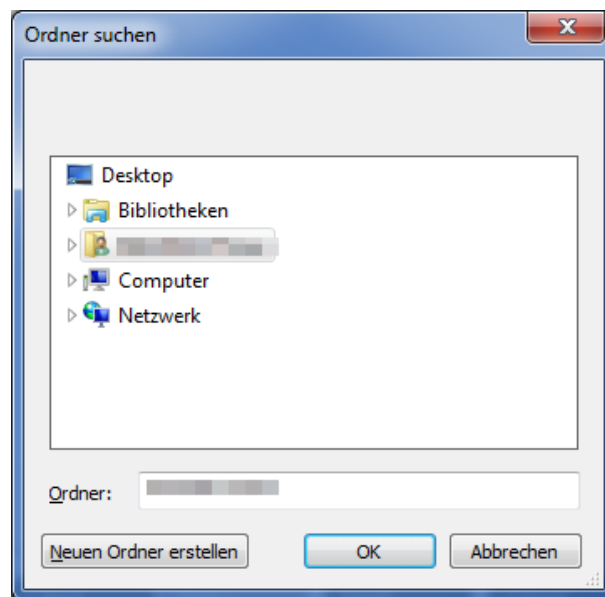 Ordner suchen
Desktop
Bibliotheken
Computer
Netzwerk
Ordner:
Neuen Ordner erstellen OK Abbrechen